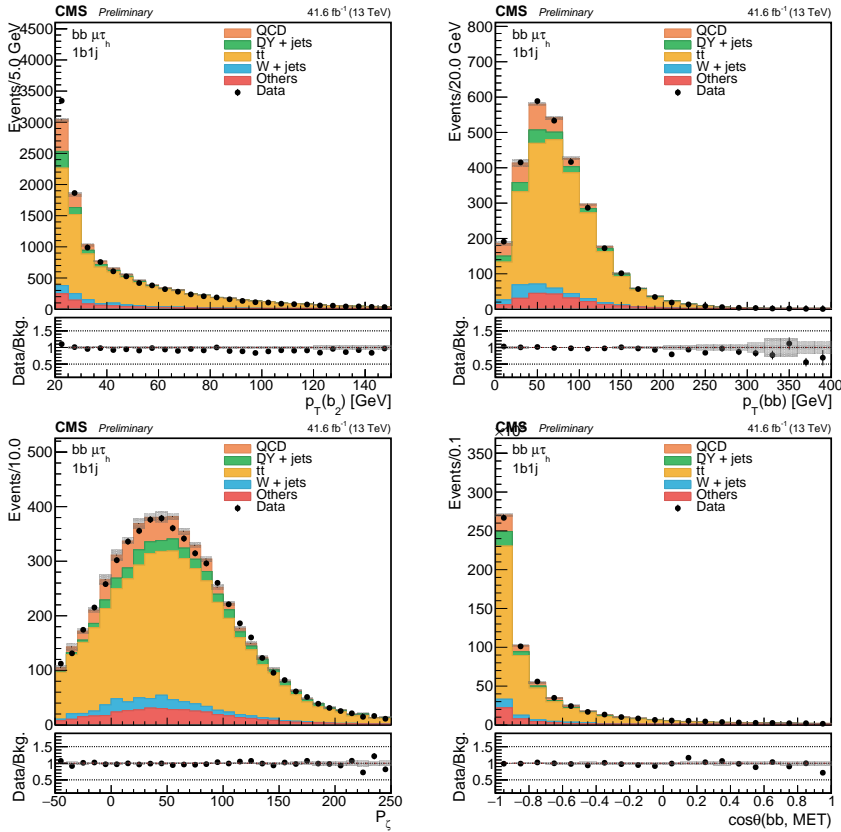 CMS Preliminary 41.6 fb⁻¹ (13 TeV)
Events/5.0 GeV
4500
4000
3500
3000
2500
2000
1500
1000
500
0
bb μτ_h
1b1j
QCD
DY + jets
tt̄
W + jets
Others
Data
Data/Bkg.
1.5
1
0.5
20 40 60 80 100 120 140
p_T(b_2) [GeV]
CMS Preliminary 41.6 fb⁻¹ (13 TeV)
Events/20.0 GeV
800
700
600
500
400
300
200
100
0
bb μτ_h
1b1j
QCD
DY + jets
tt̄
W + jets
Others
Data
Data/Bkg.
1.5
1
0.5
0 50 100 150 200 250 300 350 400
p_T(bb) [GeV]
CMS Preliminary 41.6 fb⁻¹ (13 TeV)
Events/10.0
500
400
300
200
100
0
bb μτ_h
1b1j
QCD
DY + jets
tt̄
W + jets
Others
Data
Data/Bkg.
1.5
1
0.5
−50 0 50 100 150 200 250
P_ζ
CMS Preliminary 41.6 fb⁻¹ (13 TeV)
Events/0.1
350
300
250
200
150
100
50
0
bb μτ_h
1b1j
QCD
DY + jets
tt̄
W + jets
Others
Data
Data/Bkg.
1.5
1
0.5
−1 −0.8 −0.6 −0.4 −0.2 0 0.2 0.4 0.6 0.8 1
cosθ(bb, MET)